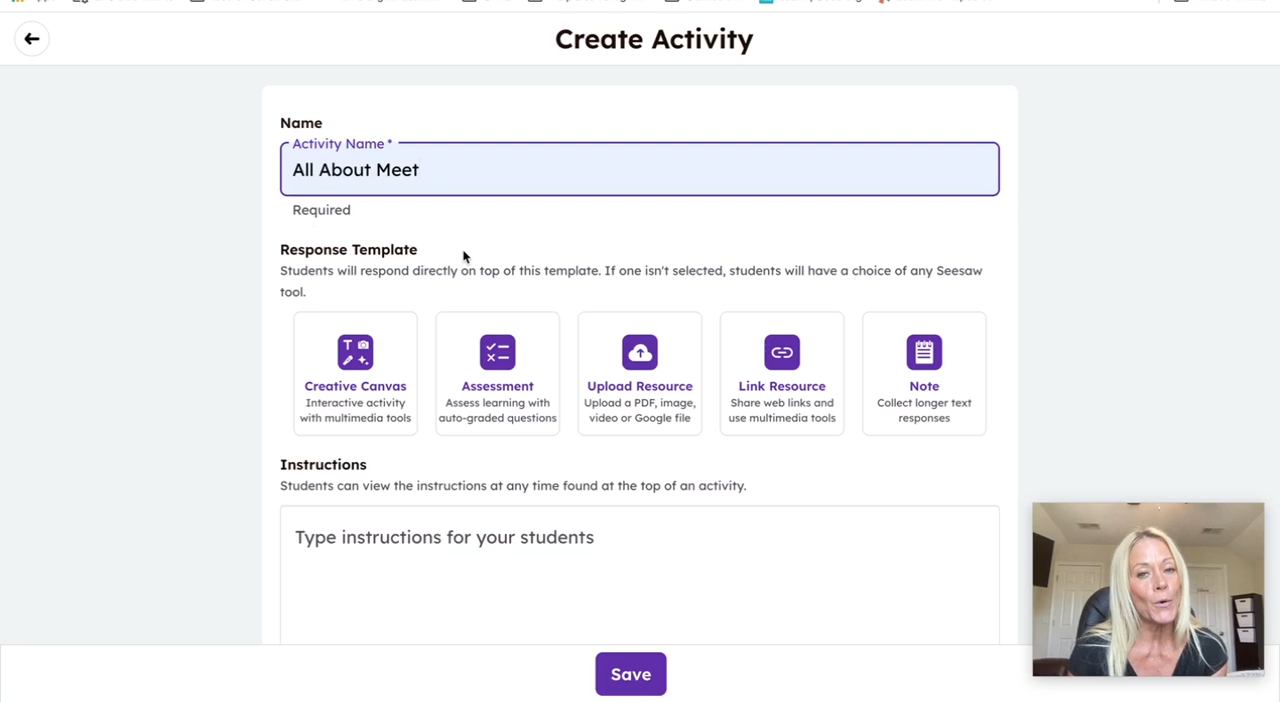 Create Activity
Name
Activity Name *
All About Meet
Required
Response Template
Students will respond directly on top of this template. If one isn't selected, students will have a choice of any Seesaw
tool.
Creative Canvas
Interactive activity
with multimedia tools
Assessment
Assess learning with
auto-graded questions
Upload Resource
Upload a PDF, image,
video or Google file
Link Resource
Share web links and
use multimedia tools
Note
Collect longer text
responses
Instructions
Students can view the instructions at any time found at the top of an activity.
Type instructions for your students
Save